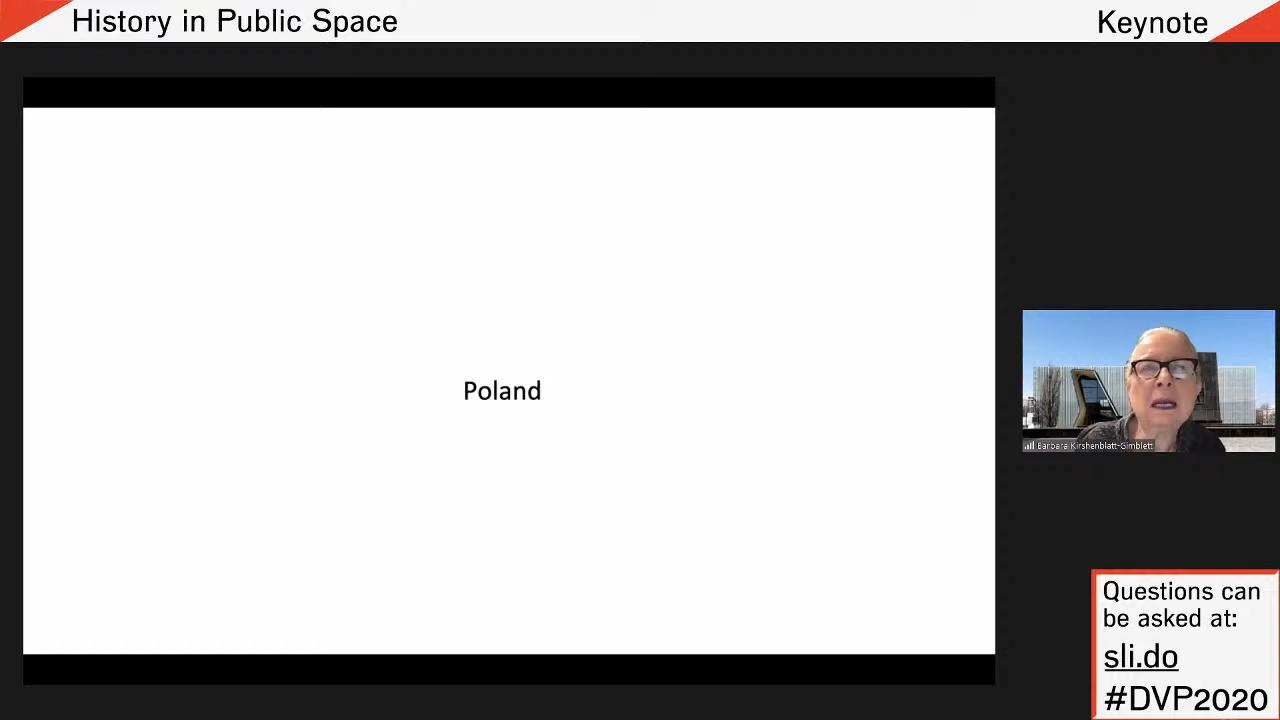 History in Public Space
Keynote
Poland
Barbara Kirshenblatt-Gimblett
Questions can
be asked at:
sli.do
#DVP2020